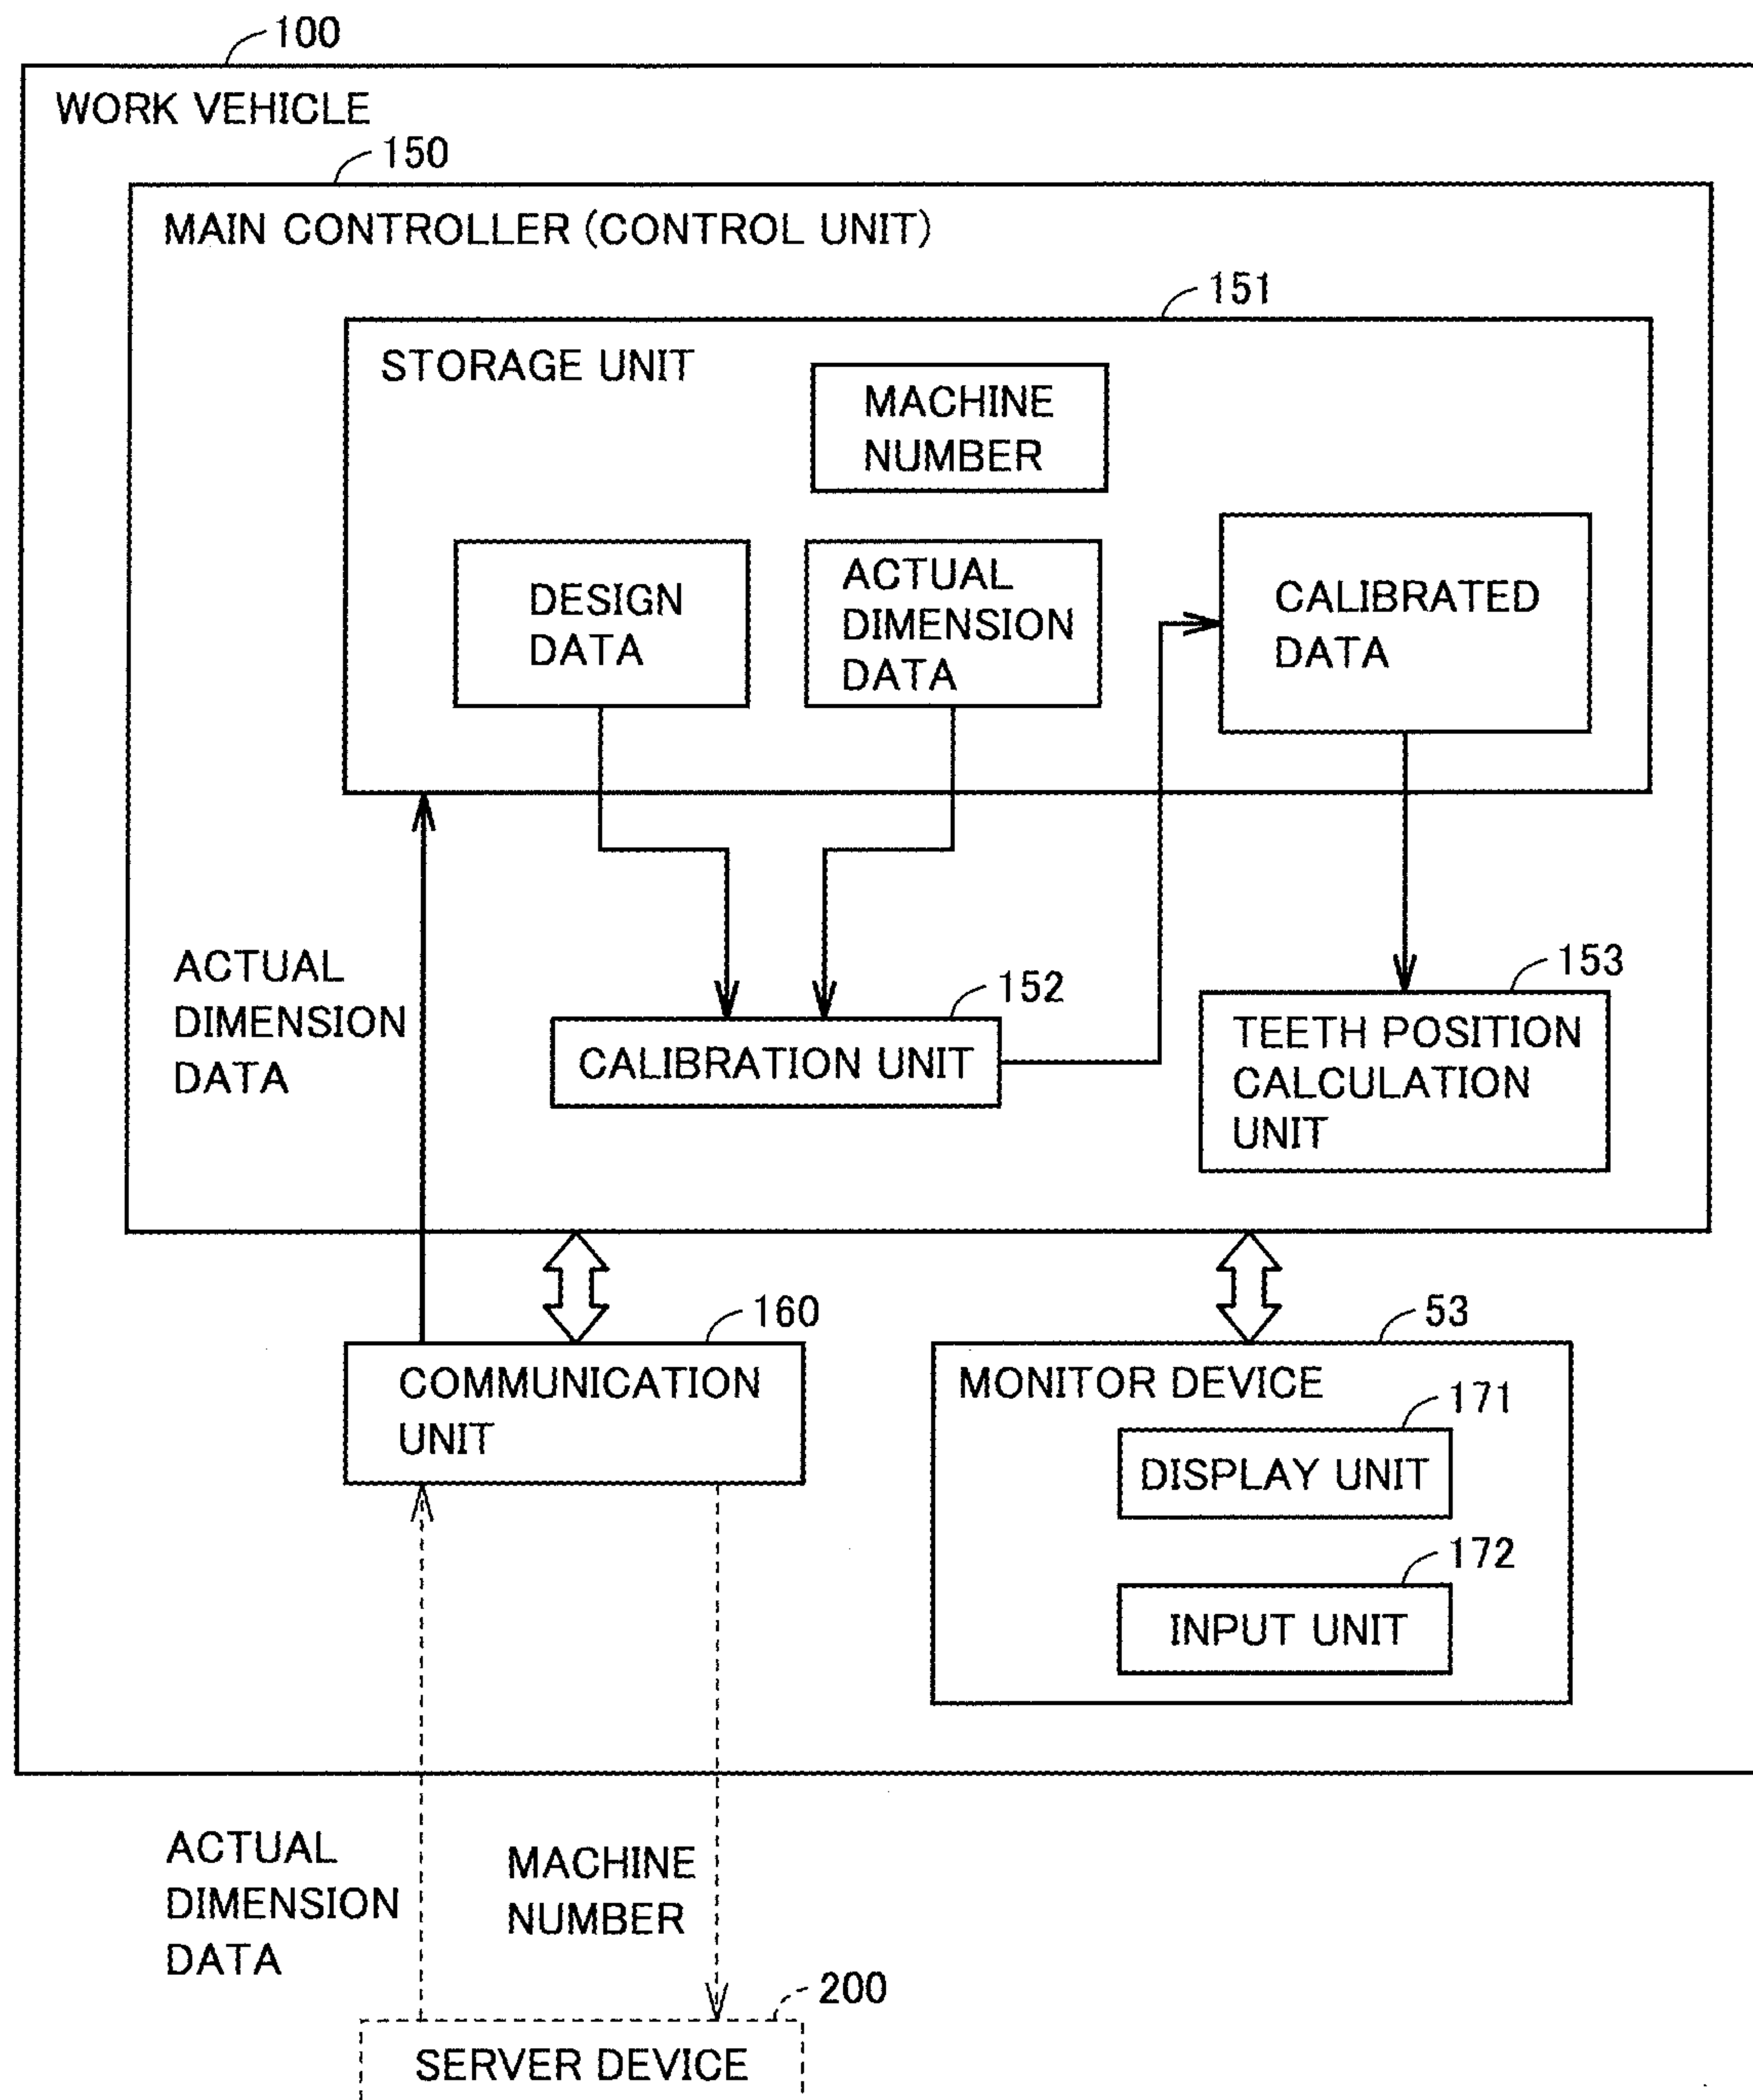 100
WORK VEHICLE
150
MAIN CONTROLLER (CONTROL UNIT)
151
STORAGE UNIT
MACHINE
NUMBER
DESIGN
DATA
ACTUAL
DIMENSION
DATA
CALIBRATED
DATA
ACTUAL
DIMENSION
DATA
152
CALIBRATION UNIT
153
TEETH POSITION
CALCULATION
UNIT
160
COMMUNICATION
UNIT
53
MONITOR DEVICE
171
DISPLAY UNIT
172
INPUT UNIT
ACTUAL
DIMENSION
DATA
MACHINE
NUMBER
200
SERVER DEVICE